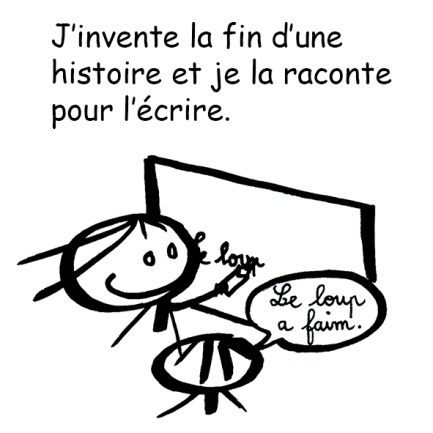 J'invente la fin d'une
histoire et je la raconte
pour l'écrire.
Le loup
Le loup
a faim.